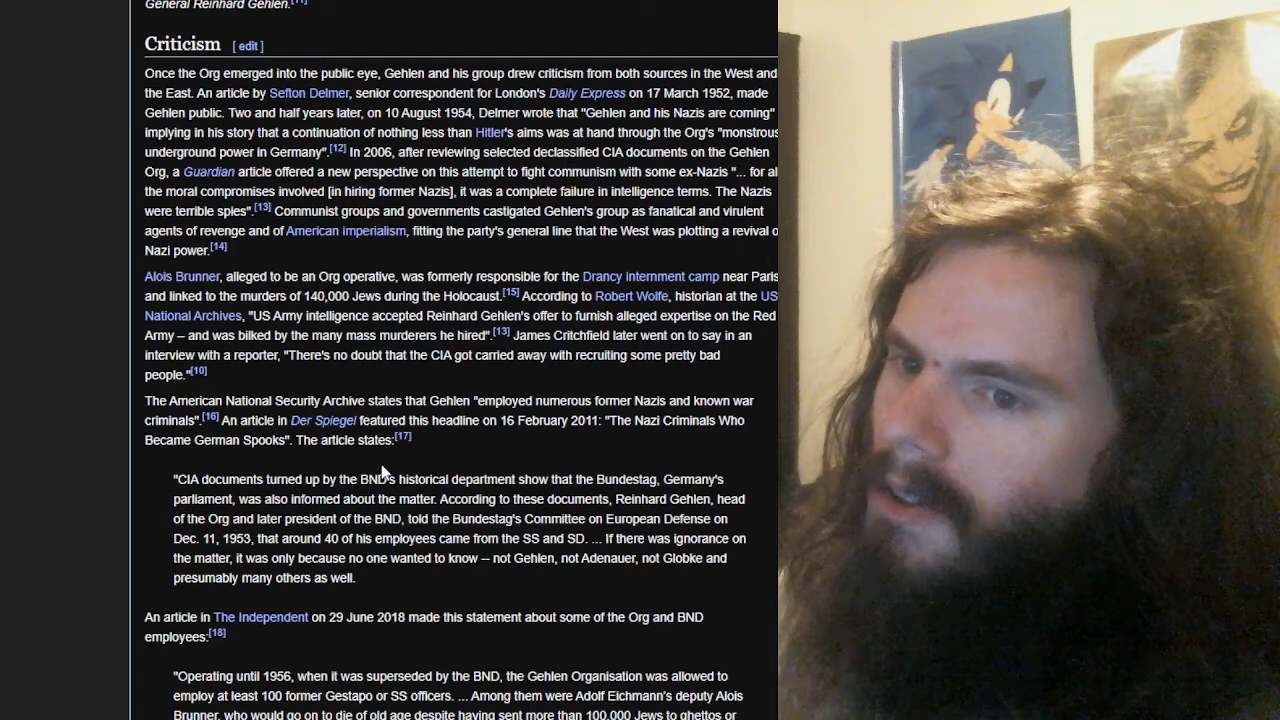 General Reinhard Gehlen.[11]
Criticism [ edit ]
Once the Org emerged into the public eye, Gehlen and his group drew criticism from both sources in the West and
the East. An article by Sefton Delmer, senior correspondent for London's Daily Express on 17 March 1952, made
Gehlen public. Two and half years later, on 10 August 1954, Delmer wrote that "Gehlen and his Nazis are coming"
implying in his story that a continuation of nothing less than Hitler's aims was at hand through the Org's "monstrous
underground power in Germany".[12] In 2006, after reviewing selected declassified CIA documents on the Gehlen
Org, a Guardian article offered a new perspective on this attempt to fight communism with some ex-Nazis "... for al
the moral compromises involved [in hiring former Nazis], it was a complete failure in intelligence terms. The Nazis
were terrible spies".[13] Communist groups and governments castigated Gehlen's group as fanatical and virulent
agents of revenge and of American imperialism, fitting the party's general line that the West was plotting a revival o
Nazi power.[14]
Alois Brunner, alleged to be an Org operative, was formerly responsible for the Drancy internment camp near Paris
and linked to the murders of 140,000 Jews during the Holocaust.[15] According to Robert Wolfe, historian at the US
National Archives, "US Army intelligence accepted Reinhard Gehlen's offer to furnish alleged expertise on the Red
Army – and was bilked by the many mass murderers he hired".[13] James Critchfield later went on to say in an
interview with a reporter, "There's no doubt that the CIA got carried away with recruiting some pretty bad
people."[10]
The American National Security Archive states that Gehlen "employed numerous former Nazis and known war
criminals".[16] An article in Der Spiegel featured this headline on 16 February 2011: "The Nazi Criminals Who
Became German Spooks". The article states:[17]
"CIA documents turned up by the BND's historical department show that the Bundestag, Germany's
parliament, was also informed about the matter. According to these documents, Reinhard Gehlen, head
of the Org and later president of the BND, told the Bundestag's Committee on European Defense on
Dec. 11, 1953, that around 40 of his employees came from the SS and SD. ... If there was ignorance on
the matter, it was only because no one wanted to know -- not Gehlen, not Adenauer, not Globke and
presumably many others as well.
An article in The Independent on 29 June 2018 made this statement about some of the Org and BND
employees:[18]
"Operating until 1956, when it was superseded by the BND, the Gehlen Organisation was allowed to
employ at least 100 former Gestapo or SS officers. ... Among them were Adolf Eichmann's deputy Alois
Brunner, who would go on to die of old age despite having sent more than 100,000 Jews to ghettos or